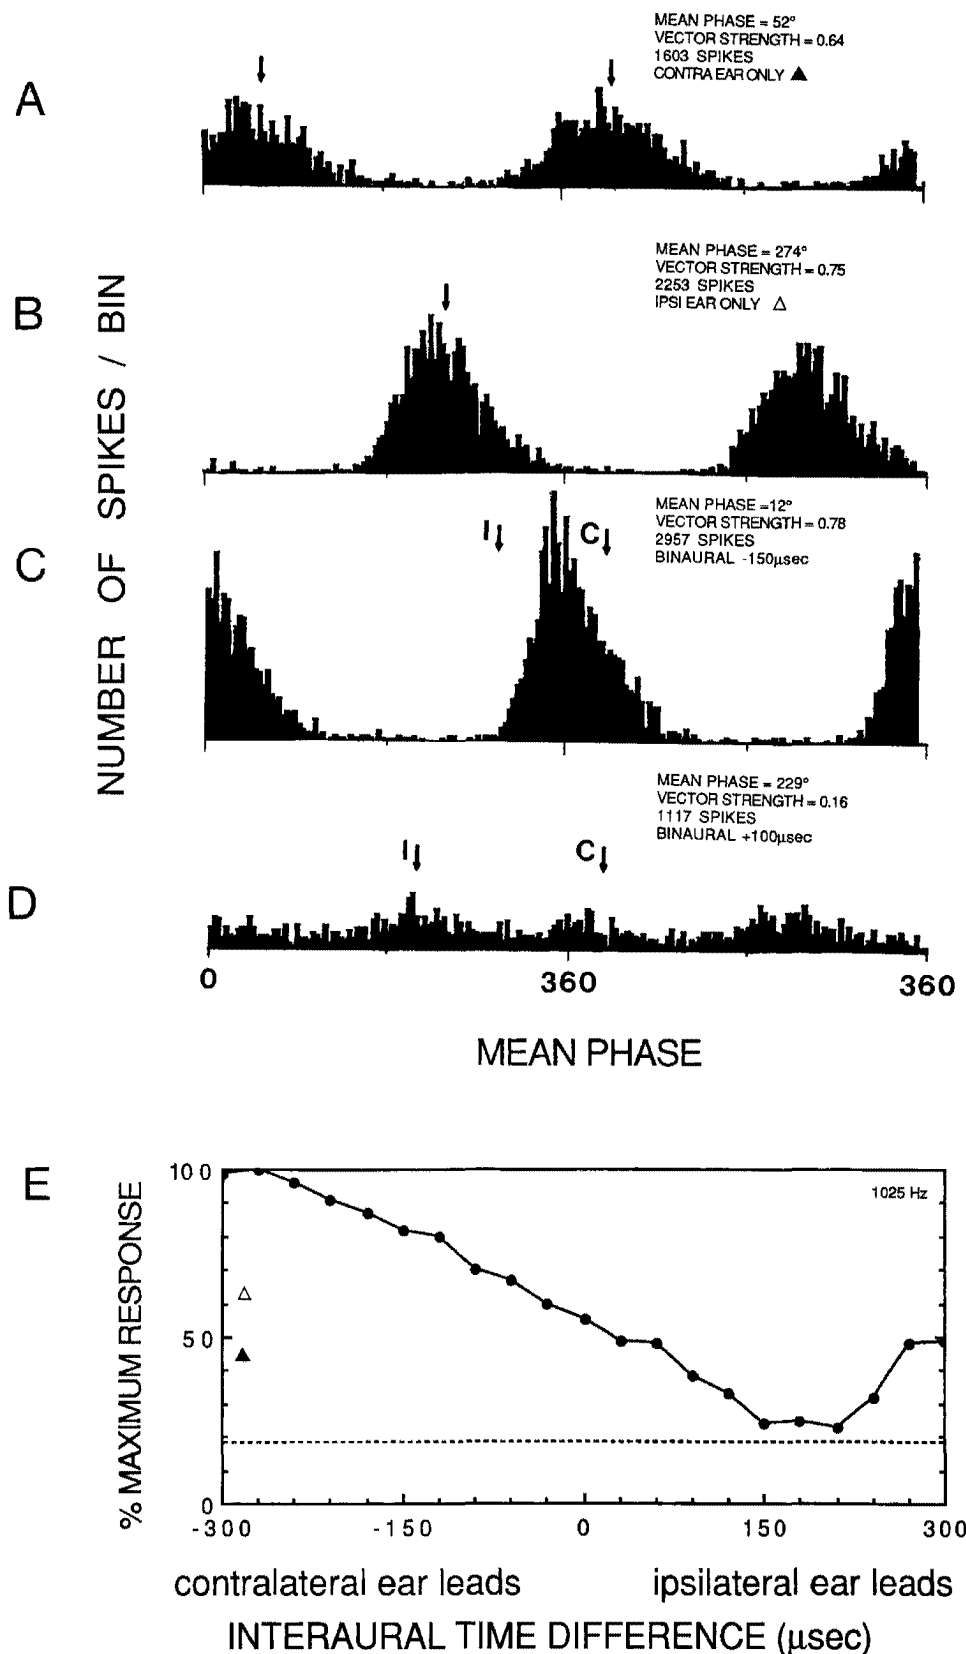 A
MEAN PHASE = 52°
VECTOR STRENGTH = 0.64
1603 SPIKES
CONTRA EAR ONLY ▲
B
MEAN PHASE = 274°
VECTOR STRENGTH = 0.75
2253 SPIKES
IPSI EAR ONLY △
NUMBER OF SPIKES / BIN
C
I
C
MEAN PHASE =12°
VECTOR STRENGTH = 0.78
2957 SPIKES
BINAURAL -150µsec
D
I
C
MEAN PHASE = 229°
VECTOR STRENGTH = 0.16
1117 SPIKES
BINAURAL +100µsec
0 360 360
MEAN PHASE
E
% MAXIMUM RESPONSE
100
50
0
1025 Hz
-300 -150 0 150 300
contralateral ear leads ipsilateral ear leads
INTERAURAL TIME DIFFERENCE (µsec)